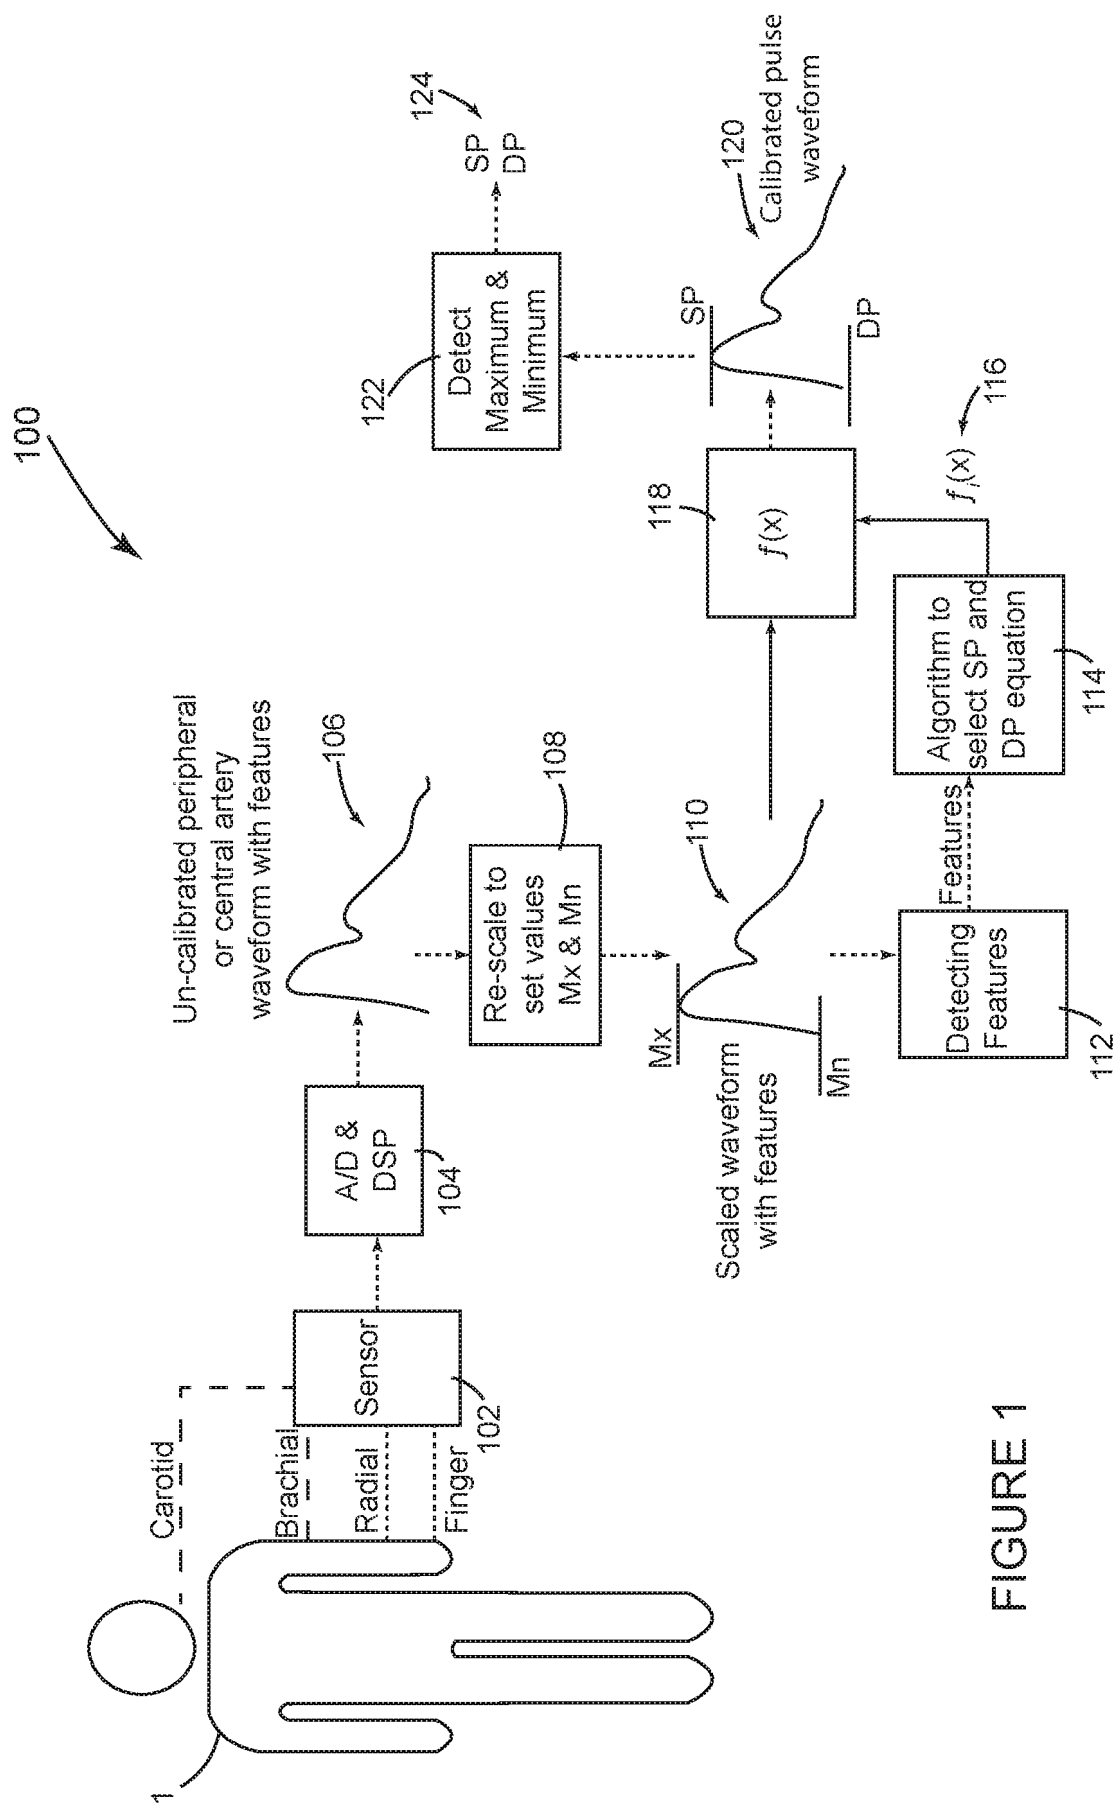 100
1
Carotid
Brachial
Radial
Finger
Sensor
102
A/D &
DSP
104
Un-calibrated peripheral
or central artery
waveform with features
106
Re-scale to
set values
Mx & Mn
108
Mx
Mn
Scaled waveform
with features
110
Detecting
Features
112
Features
Algorithm to
select SP and
DP equation
114
fi(x)
116
f(x)
118
SP
DP
120
Calibrated pulse
waveform
Detect
Maximum &
Minimum
122
SP
DP
124
FIGURE 1